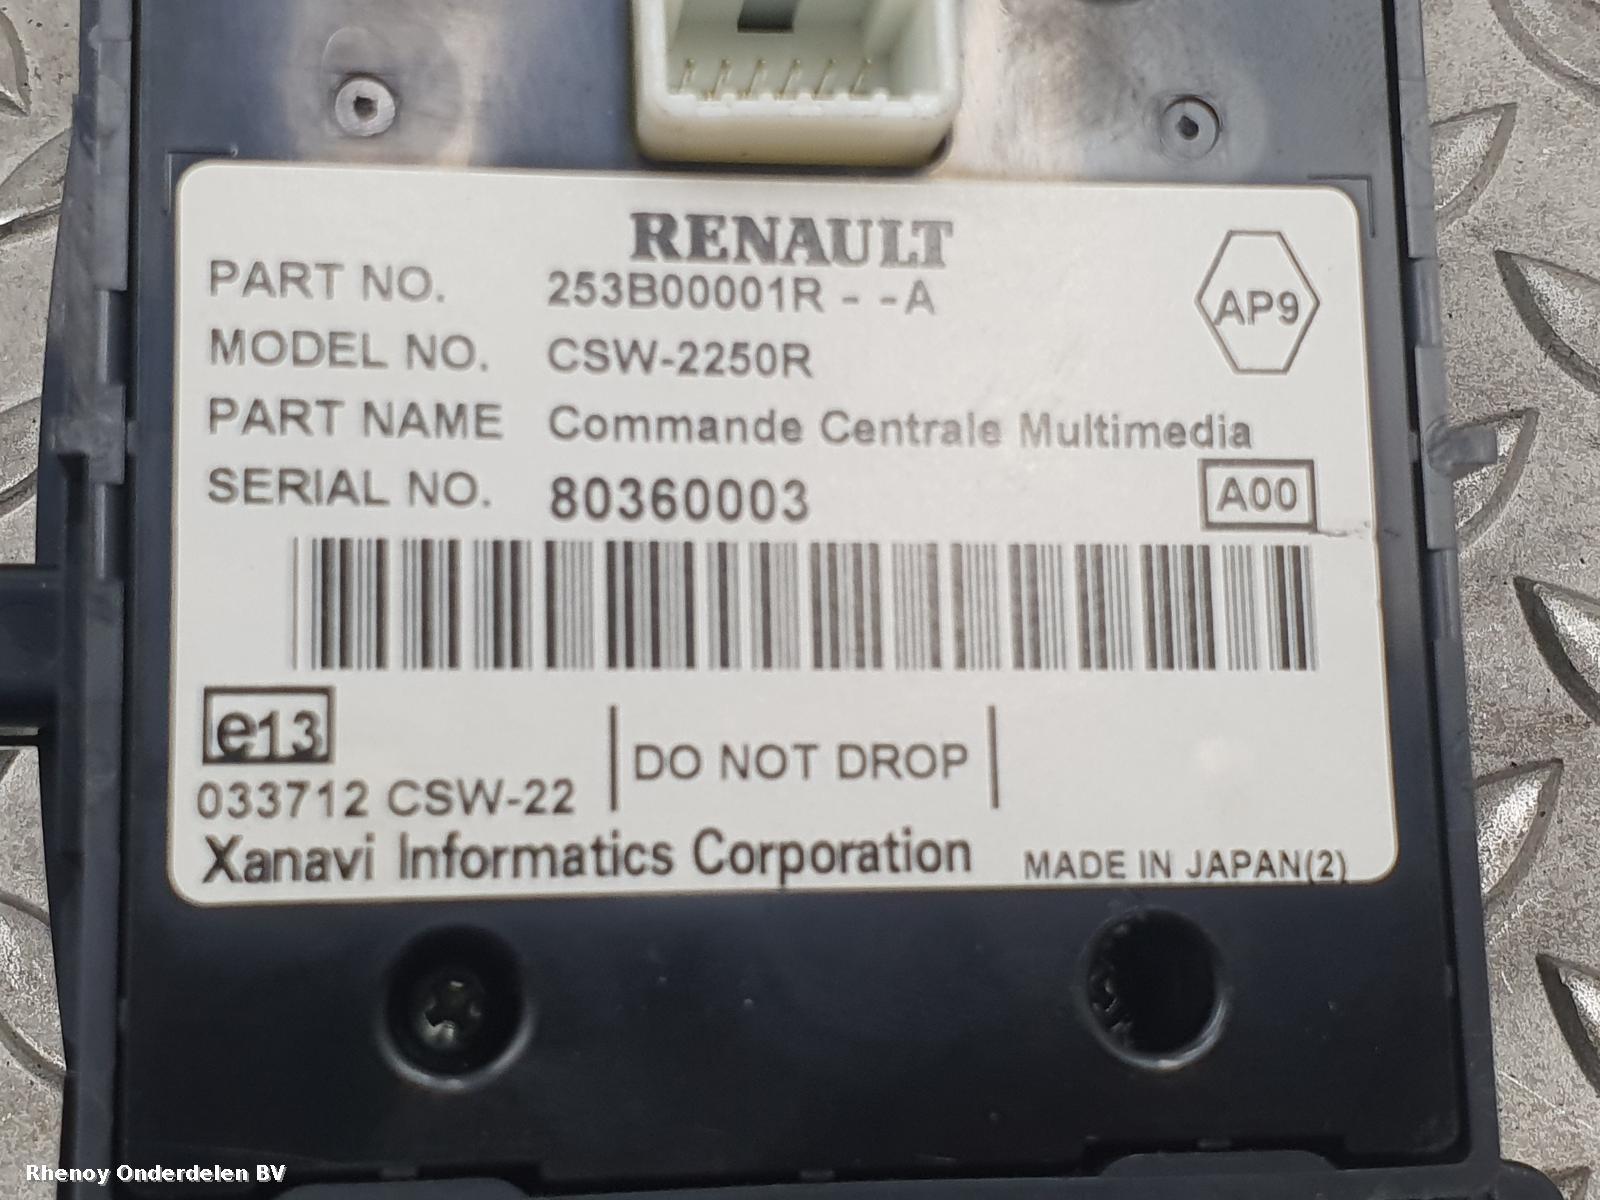 RENAULT
PART NO. 253B00001R - -A
AP9
MODEL NO. CSW-2250R
PART NAME Commande Centrale Multimedia
SERIAL NO. 80360003
A00
e13
DO NOT DROP
033712 CSW-22
Xanavi Informatics Corporation MADE IN JAPAN(2)
Rhenoy Onderdelen BV